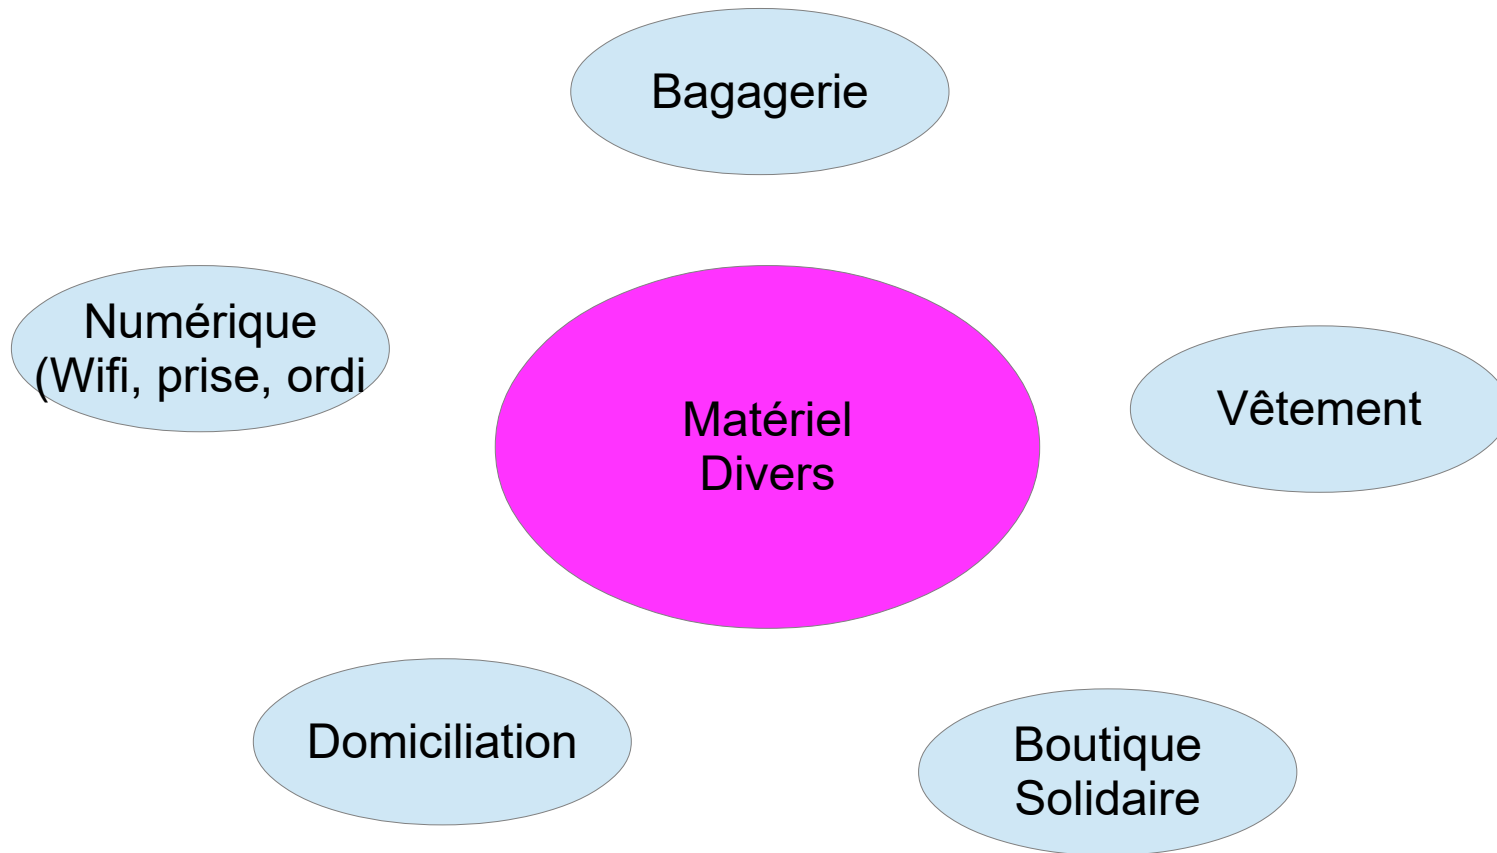 Bagagerie
Numérique
(Wifi, prise, ordi
Matériel
Divers
Vêtement
Domiciliation
Boutique
Solidaire